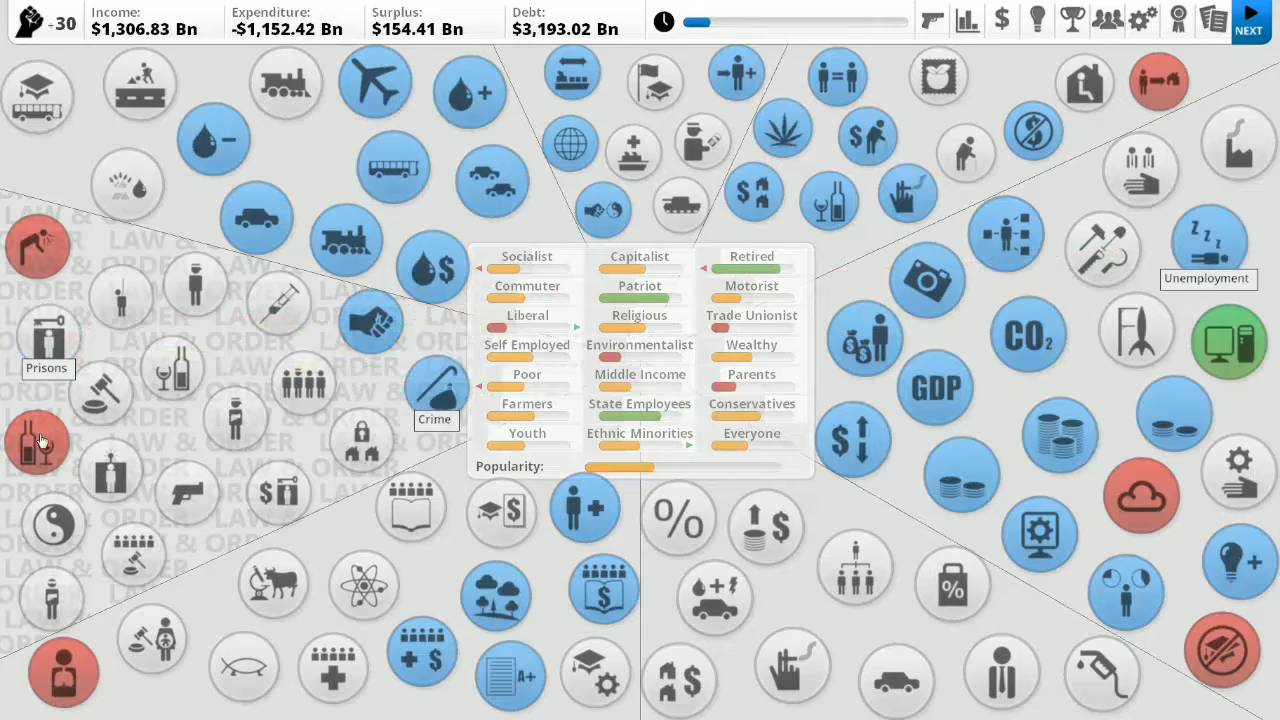 -30
Income:
$1,306.83 Bn
Expenditure:
-$1,152.42 Bn
Surplus:
$154.41 Bn
Debt:
$3,193.02 Bn
NEXT
Unemployment
Prisons
Crime
CO₂
GDP
A+
LAW & ORDER
Socialist Capitalist Retired
Commuter Patriot Motorist
Liberal Religious Trade Unionist
Self Employed Environmentalist Wealthy
Poor Middle Income Parents
Farmers State Employees Conservatives
Youth Ethnic Minorities Everyone
Popularity: